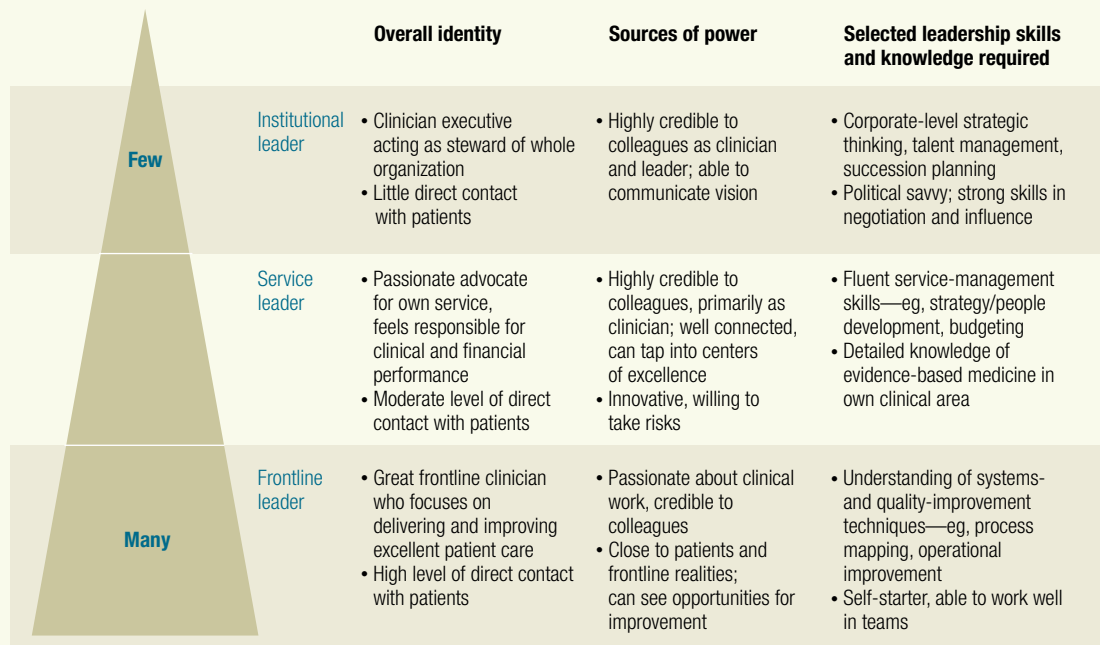 Overall identity
Sources of power
Selected leadership skills
and knowledge required
Few
Institutional
leader
• Clinician executive
acting as steward of whole
organization
• Little direct contact
with patients
• Highly credible to
colleagues as clinician
and leader; able to
communicate vision
• Corporate-level strategic
thinking, talent management,
succession planning
• Political savvy; strong skills in
negotiation and influence
Service
leader
• Passionate advocate
for own service,
feels responsible for
clinical and financial
performance
• Moderate level of direct
contact with patients
• Highly credible to
colleagues, primarily as
clinician; well connected,
can tap into centers
of excellence
• Innovative, willing to
take risks
• Fluent service-management
skills—eg, strategy/people
development, budgeting
• Detailed knowledge of
evidence-based medicine in
own clinical area
Many
Frontline
leader
• Great frontline clinician
who focuses on
delivering and improving
excellent patient care
• High level of direct contact
with patients
• Passionate about clinical
work, credible to
colleagues
• Close to patients and
frontline realities;
can see opportunities for
improvement
• Understanding of systems-
and quality-improvement
techniques—eg, process
mapping, operational
improvement
• Self-starter, able to work well
in teams